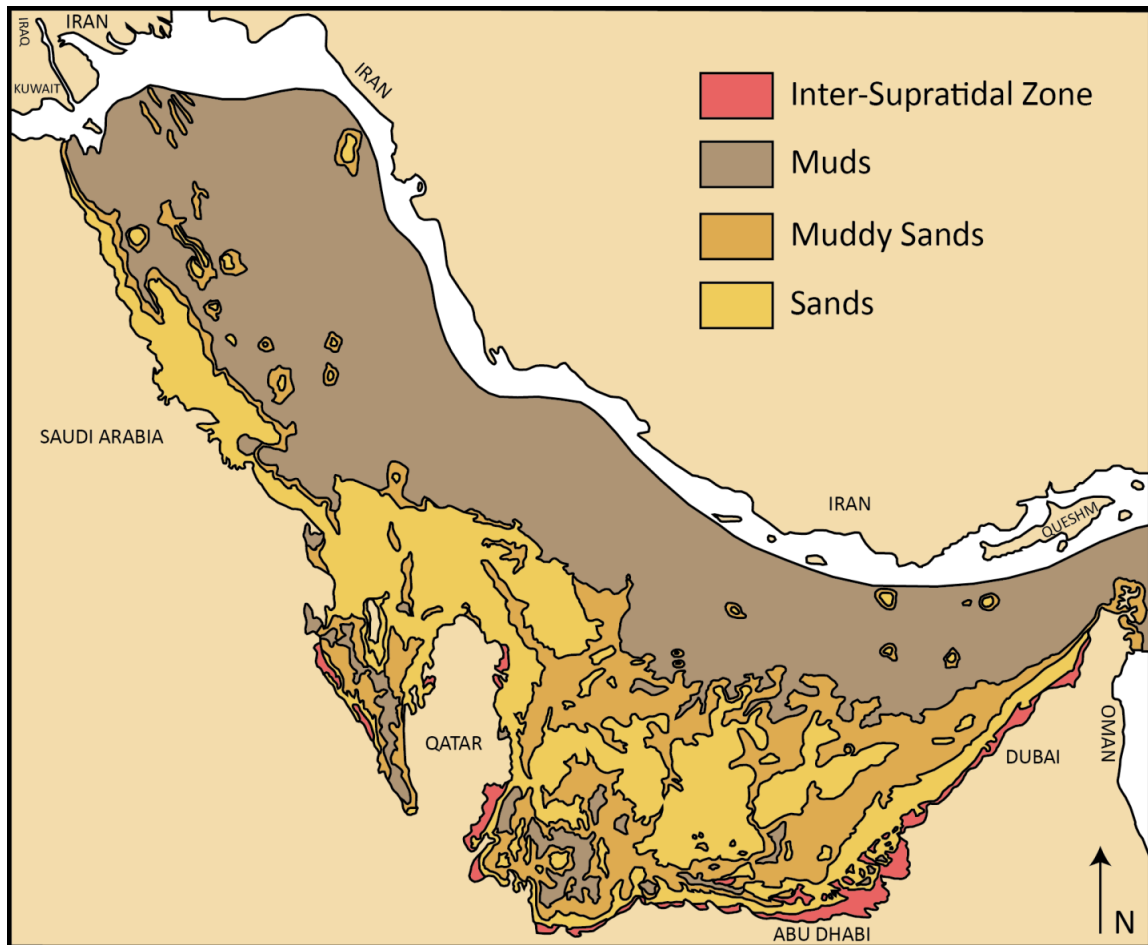 IRAN
IRAQ
KUWAIT
IRAN
Inter-Supratidal Zone
Muds
Muddy Sands
Sands
SAUDI ARABIA
IRAN
QUESHM
QATAR
DUBAI
OMAN
ABU DHABI
N